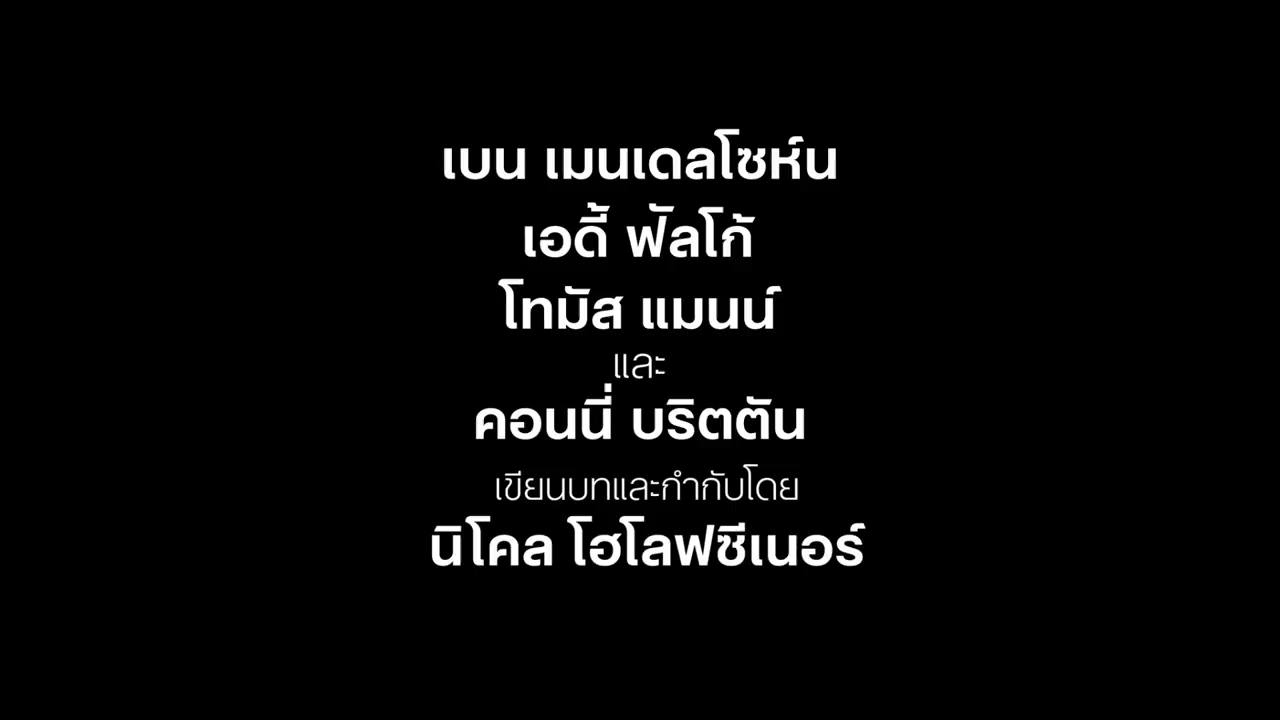 เบน เมนเดลโซห์น
เอดี้ ฟัลโก้
โทมัส แมนน์
และ
คอนนี่ บริตตัน
เขียนบทและกำกับโดย
นิโคล โฮโลฟซีเนอร์